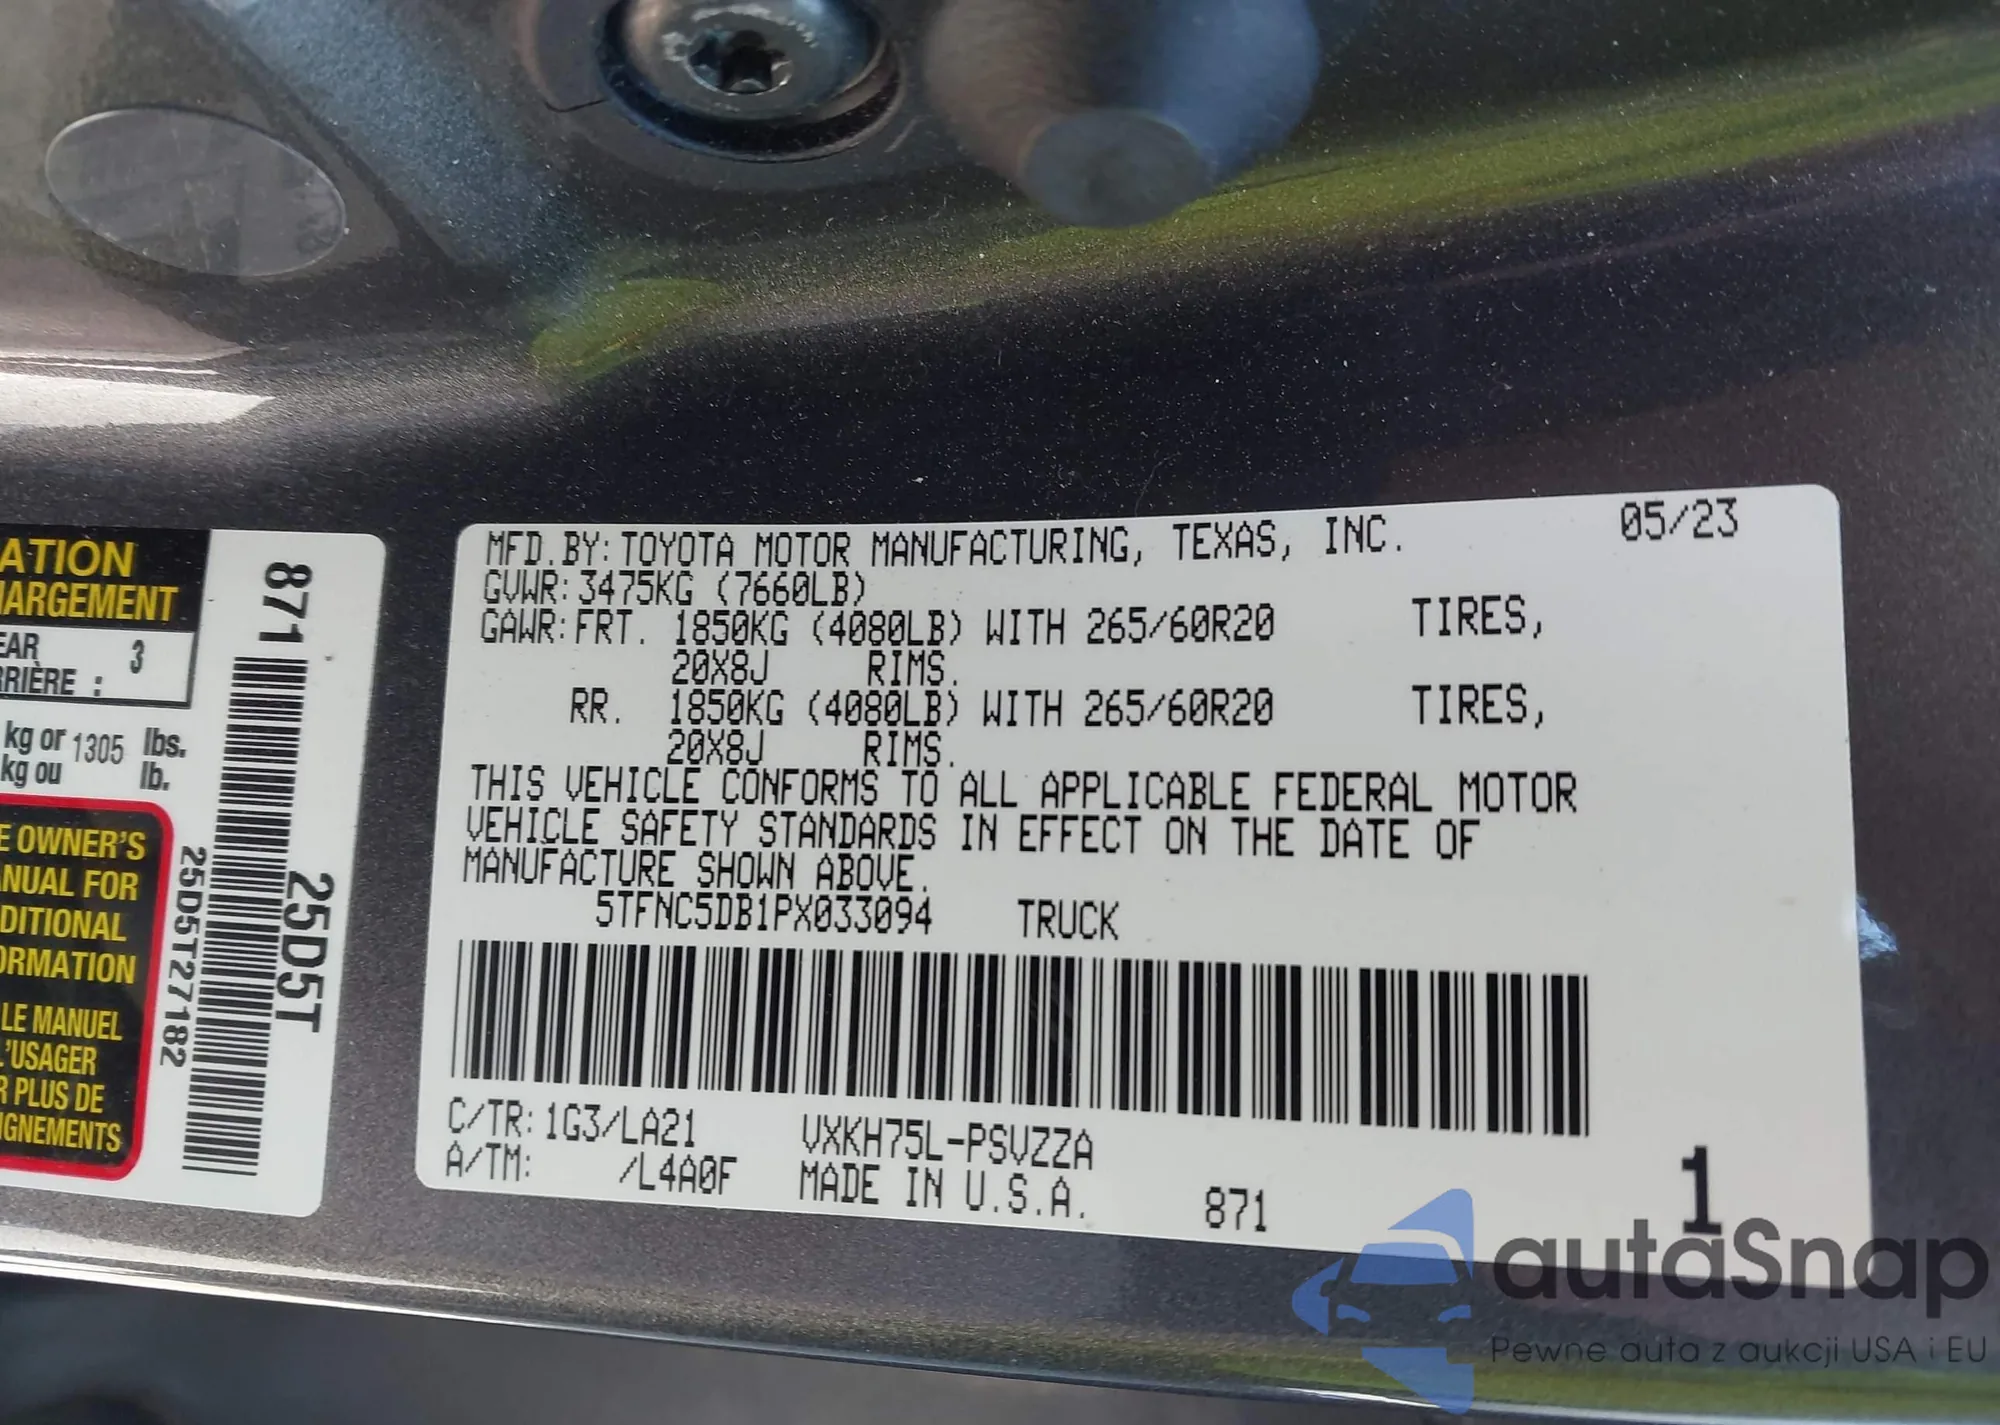 ATION
HARGEMENT
EAR 3
RRIÈRE :
kg or 1305 lbs.
kg ou lb.
E OWNER'S
ANUAL FOR
DITIONAL
ORMATION
LE MANUEL
L'USAGER
R PLUS DE
IGNEMENTS
871
25D5T
25D5T27182
MFD.BY:TOYOTA MOTOR MANUFACTURING, TEXAS, INC. 05/23
GVWR:3475KG (7660LB)
GAWR:FRT. 1850KG (4080LB) WITH 265/60R20 TIRES,
20X8J RIMS.
RR. 1850KG (4080LB) WITH 265/60R20 TIRES,
20X8J RIMS.
THIS VEHICLE CONFORMS TO ALL APPLICABLE FEDERAL MOTOR
VEHICLE SAFETY STANDARDS IN EFFECT ON THE DATE OF
MANUFACTURE SHOWN ABOVE.
5TFNC5DB1PX033094 TRUCK
C/TR:1G3/LA21 VXKH75L-PSVZZA
A/TM: /L4A0F MADE IN U.S.A. 871 1
autaSnap
Pewne auta z aukcji USA i EU